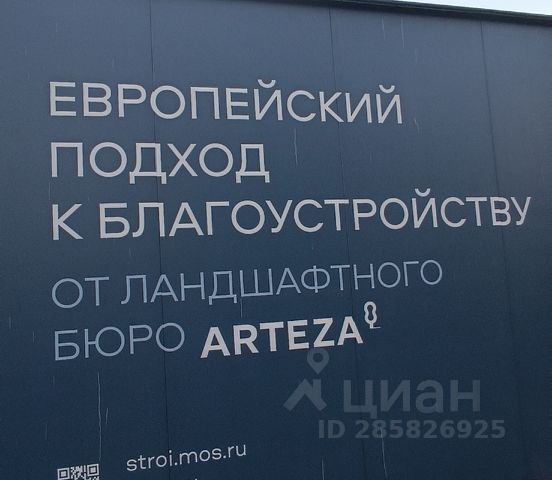 ЕВРОПЕЙСКИЙ
ПОДХОД
К БЛАГОУСТРОЙСТВУ
ОТ ЛАНДШАФТНОГО
БЮРО ARTEZA
циан
ID 285826925
stroi.mos.ru